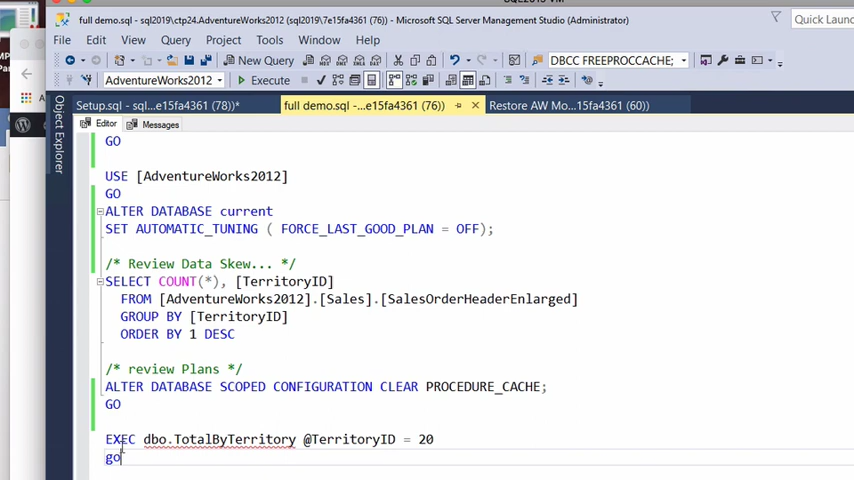 full demo.sql - sql2019\ctp24.AdventureWorks2012 (sql2019\7e15fa4361 (76)) - Microsoft SQL Server Management Studio (Administrator)
Quick Launc
File Edit View Query Project Tools Window Help
New Query
DBCC FREEPROCCACHE;
AdventureWorks2012
Execute
Setup.sql - sql...e15fa4361 (78))*
full demo.sql -...e15fa4361 (76))
Restore AW Mo...15fa4361 (60))
Object Explorer
Editor
Messages
GO
USE [AdventureWorks2012]
GO
ALTER DATABASE current
SET AUTOMATIC_TUNING ( FORCE_LAST_GOOD_PLAN = OFF);
/* Review Data Skew... */
SELECT COUNT(*), [TerritoryID]
FROM [AdventureWorks2012].[Sales].[SalesOrderHeaderEnlarged]
GROUP BY [TerritoryID]
ORDER BY 1 DESC
/* review Plans */
ALTER DATABASE SCOPED CONFIGURATION CLEAR PROCEDURE_CACHE;
GO
EXEC dbo.TotalByTerritory @TerritoryID = 20
go